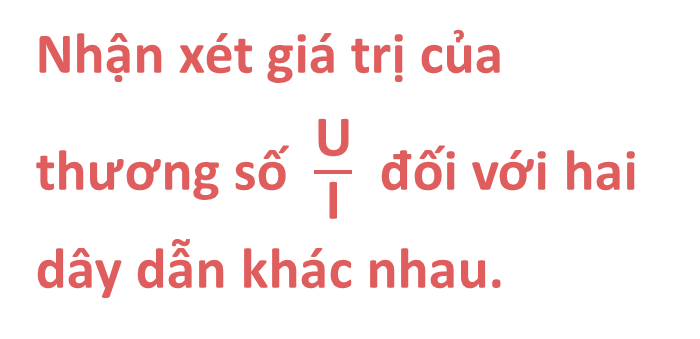 Nhận xét giá trị của
thương số U/I đối với hai
dây dẫn khác nhau.